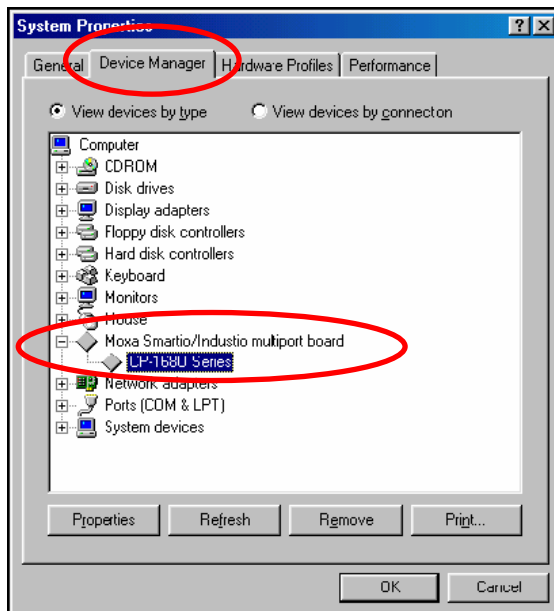 System Properties
General Device Manager Hardware Profiles Performance
View devices by type View devices by connecton
Computer
CDROM
Disk drives
Display adapters
Floppy disk controllers
Hard disk controllers
Keyboard
Monitors
Mouse
Moxa Smartio/Industio multiport board
CP-168U Series
Network adapters
Ports (COM & LPT)
System devices
Properties Refresh Remove Print...
OK Cancel